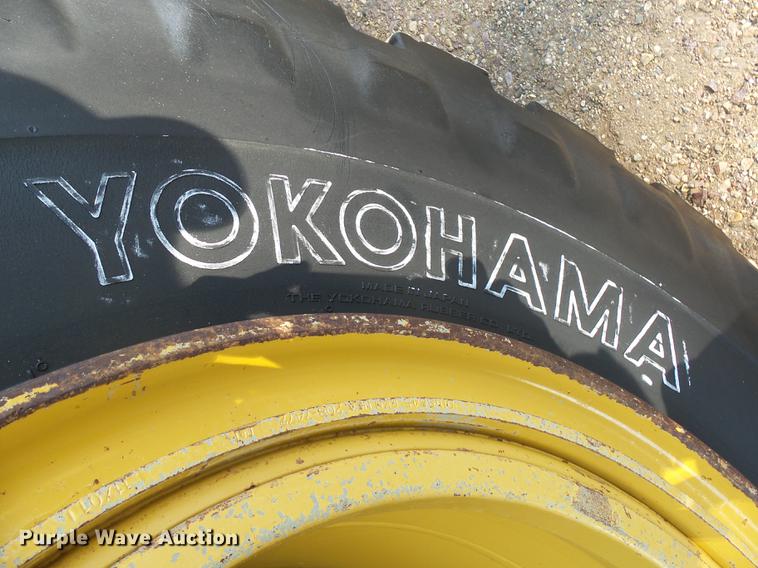 YOKOHAMA
MADE IN JAPAN
THE YOKOHAMA RUBBER CO. LTD.
Purple Wave Auction